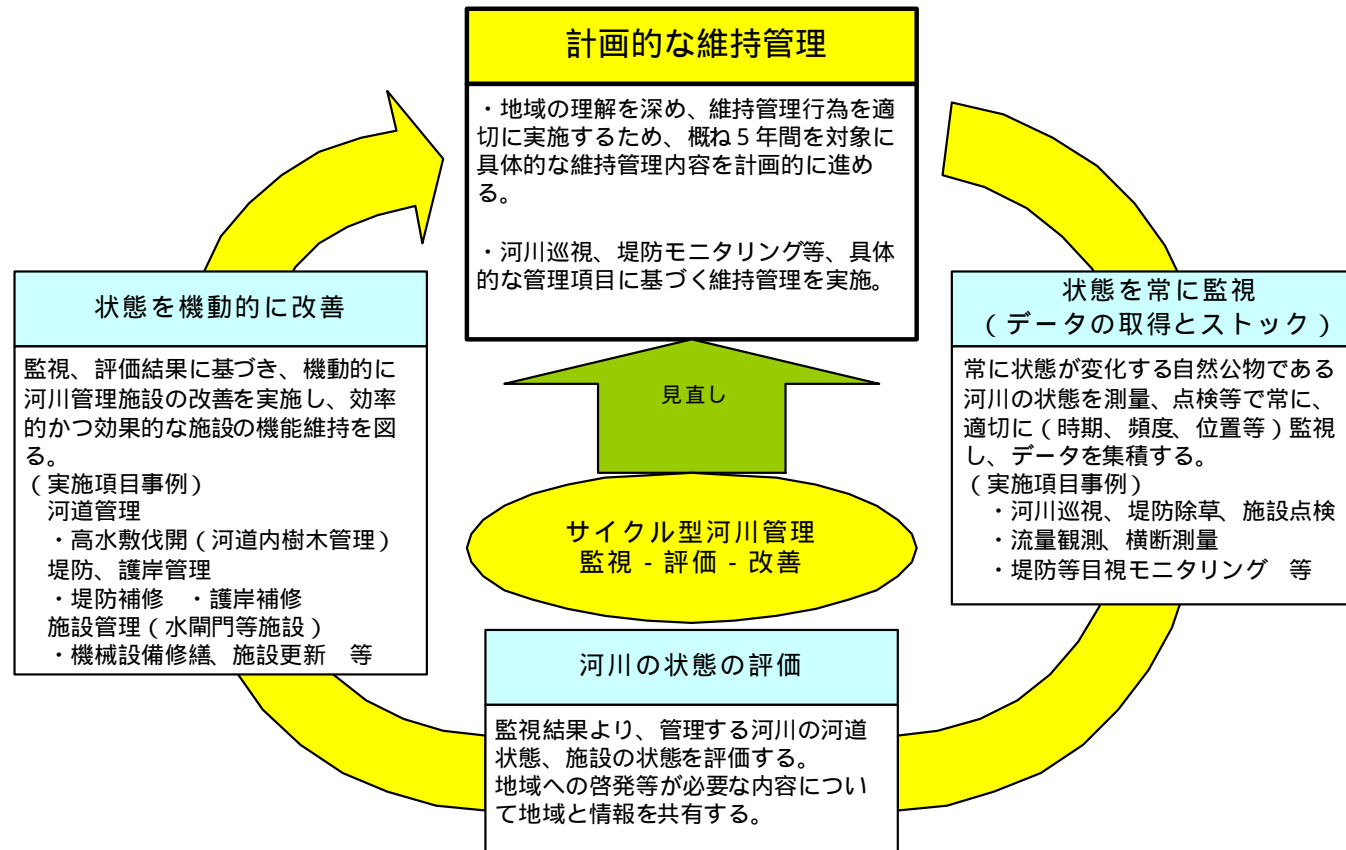 計画的な維持管理
・地域の理解を深め、維持管理行為を適
切に実施するため、概ね５年間を対象に
具体的な維持管理内容を計画的に進め
る。
・河川巡視、堤防モニタリング等、具体
的な管理項目に基づく維持管理を実施。
状態を常に監視
（データの取得とストック）
常に状態が変化する自然公物である
河川の状態を測量、点検等で常に、
適切に（時期、頻度、位置等）監視
し、データを集積する。
（実施項目事例）
・河川巡視、堤防除草、施設点検
・流量観測、横断測量
・堤防等目視モニタリング　等
河川の状態の評価
監視結果より、管理する河川の河道
状態、施設の状態を評価する。
地域への啓発等が必要な内容につい
て地域と情報を共有する。
状態を機動的に改善
監視、評価結果に基づき、機動的に
河川管理施設の改善を実施し、効率
的かつ効果的な施設の機能維持を図
る。
（実施項目事例）
河道管理
・高水敷伐開（河道内樹木管理）
堤防、護岸管理
・堤防補修　・護岸補修
施設管理（水閘門等施設）
・機械設備修繕、施設更新　等
見直し
サイクル型河川管理
監視 - 評価 - 改善